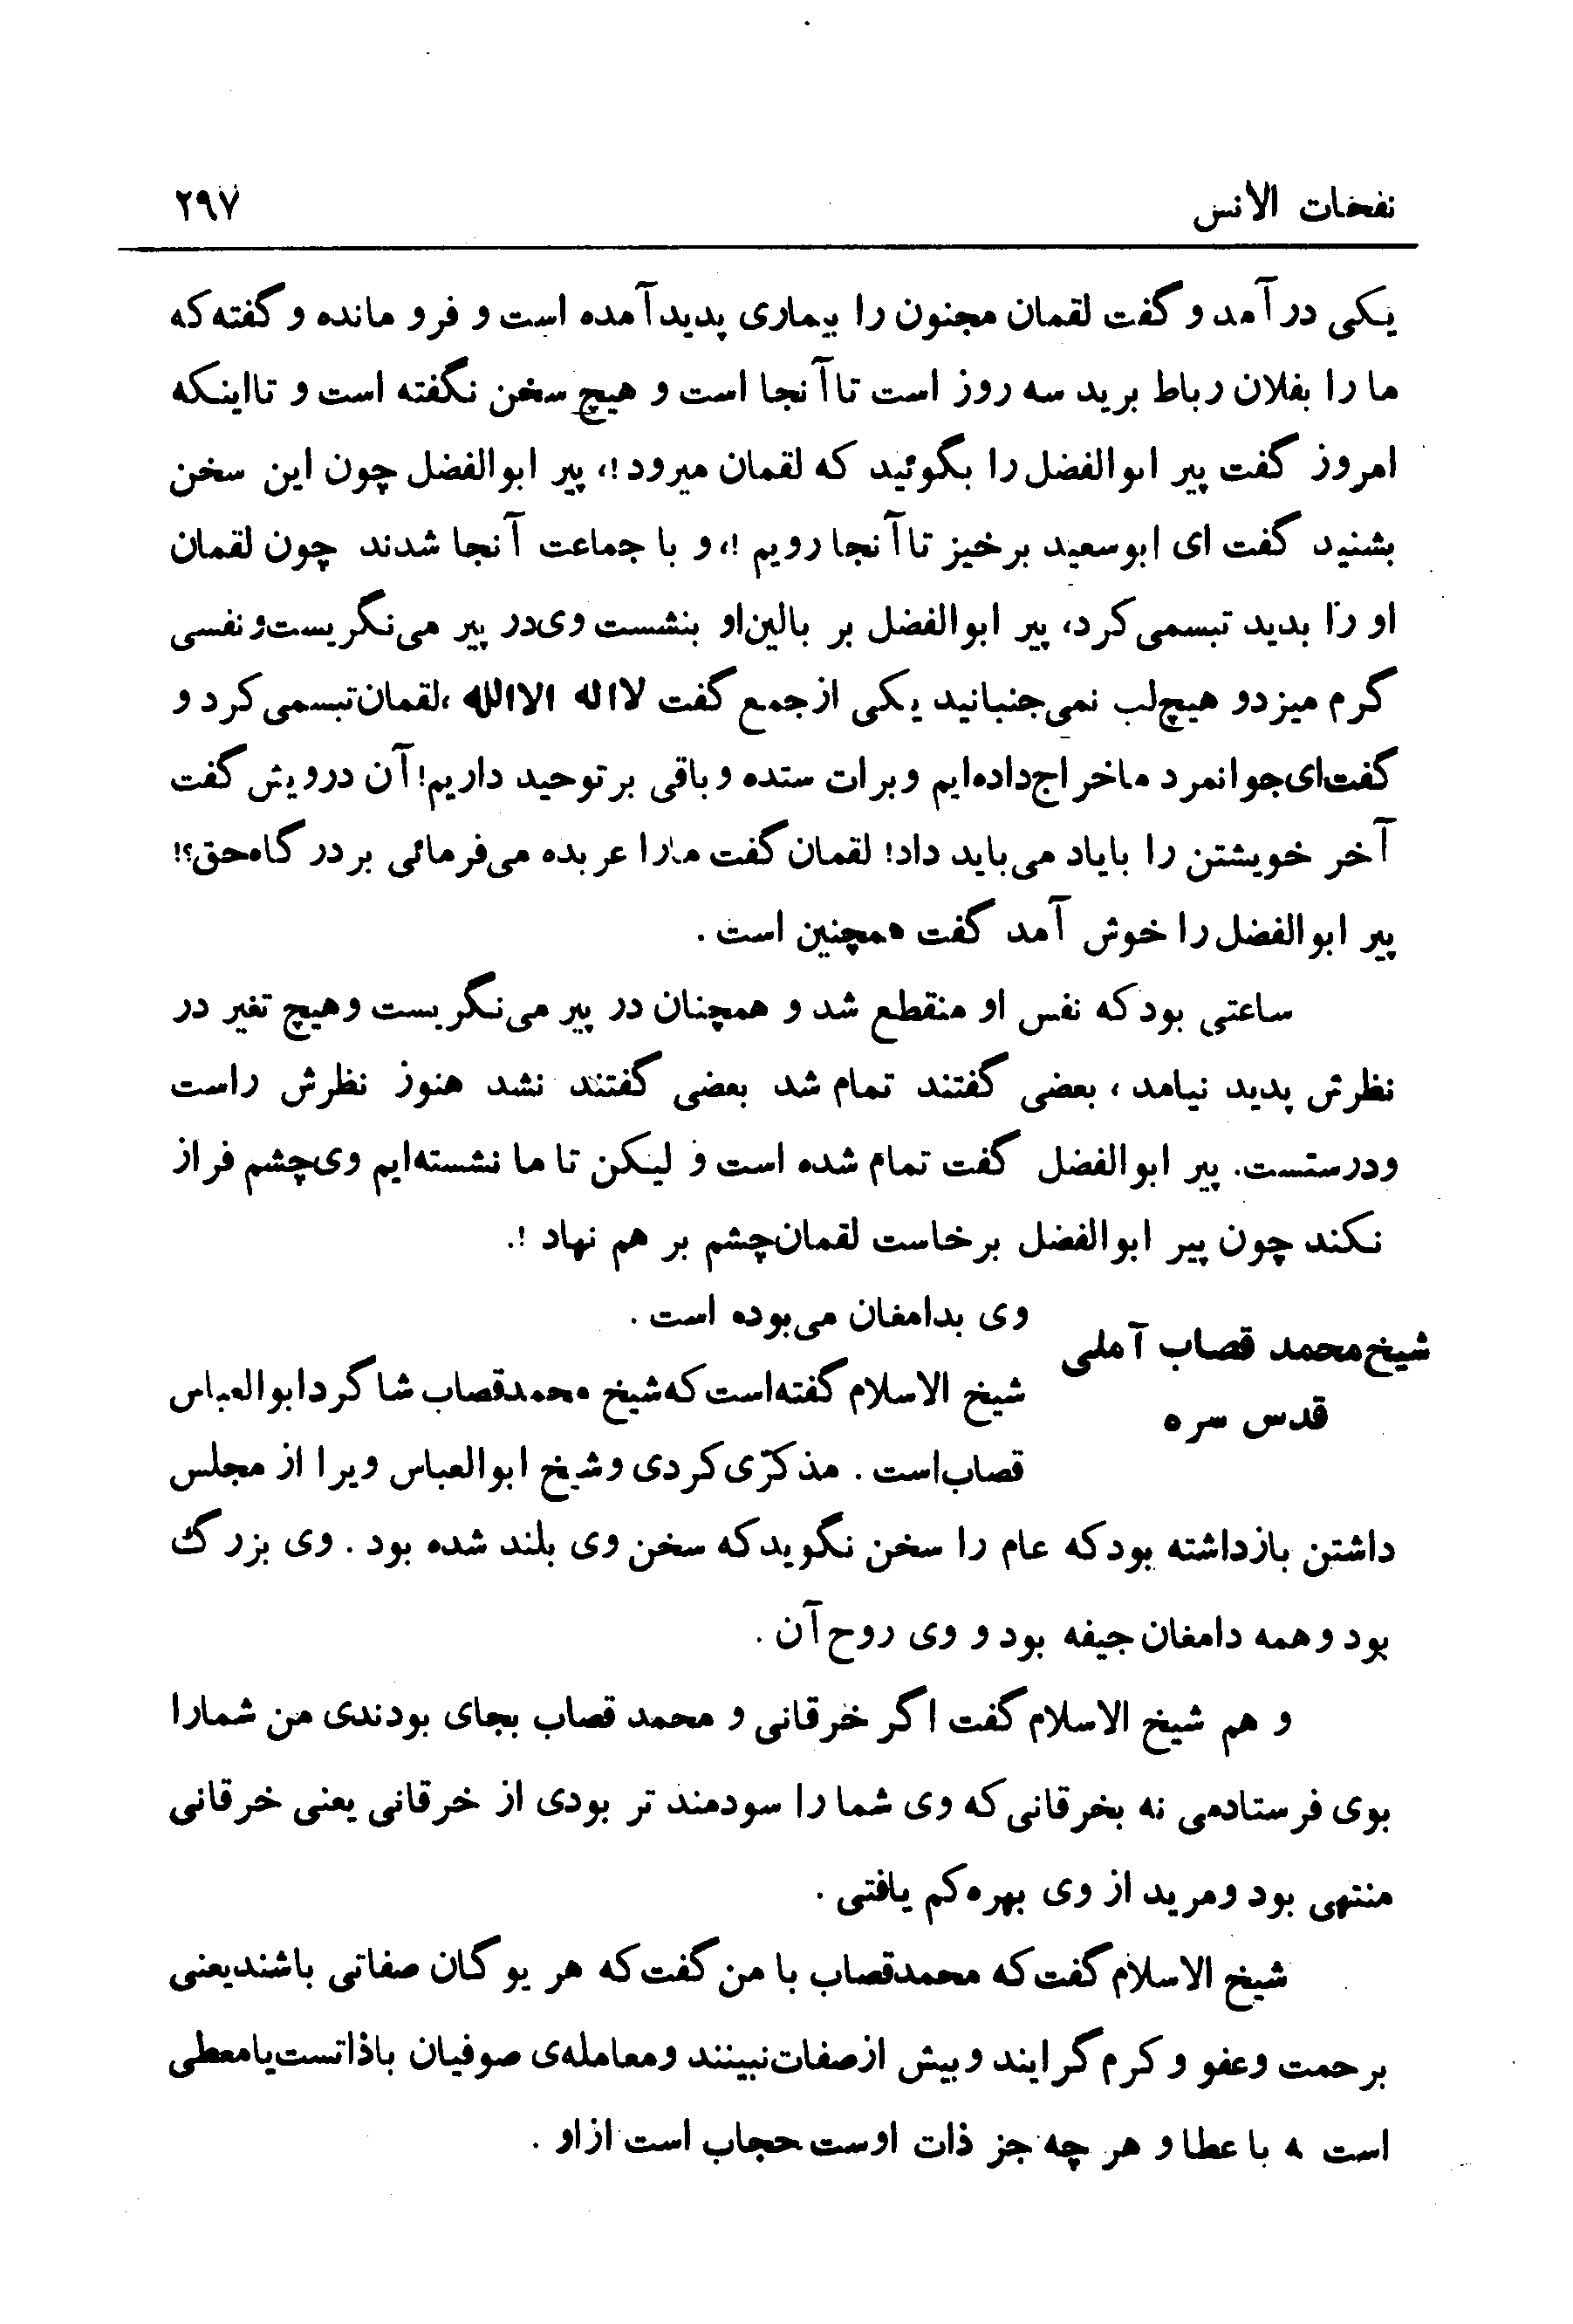 نفحات الانس ۲۹۷
یکی درآمد و گفت لقمان مجنون را بیماری پدیدآمده است و فرو مانده و گفته که
ما را بفلان رباط برید سه روز است تا آنجا است و هیچ سخن نگفته است و تااینکه
امروز گفت پیر ابوالفضل را بگوئید که لقمان میرود !، پیر ابوالفضل چون این سخن
بشنید گفت ای ابوسعید برخیز تا آنجا رویم !، و با جماعت آنجا شدند چون لقمان
او را بدید تبسمی کرد، پیر ابوالفضل بر بالین او بنشست وی در پیر می نگریست و نفسی
گرم میزد و هیچ لب نمی جنبانید یکی از جمع گفت لااله الاالله ،لقمان تبسمی کرد و
گفت ای جوانمرد ما خراج داده ایم و برات ستده و باقی بر توحید داریم! آن درویش گفت
آخر خویشتن را بایاد می باید داد! لقمان گفت مارا عربده می فرمائی بر درگاه حق؟!
پیر ابوالفضل را خوش آمد گفت همچنین است .
ساعتی بود که نفس او منقطع شد و همچنان در پیر می نگریست و هیچ تغیر در
نظرش پدید نیامد ، بعضی گفتند تمام شد بعضی گفتند نشد هنوز نظرش راست
ودرستست. پیر ابوالفضل گفت تمام شده است و لیکن تا ما نشسته ایم وی چشم فراز
نکند چون پیر ابوالفضل برخاست لقمان چشم بر هم نهاد !.
شیخ محمد قصاب آملی
قدس سره
وی بدامغان می بوده است .
شیخ الاسلام گفته است که شیخ محمدقصاب شاگرد ابوالعباس
قصاب است . مذکّری کردی و شیخ ابوالعباس ویرا از مجلس
داشتن بازداشته بود که عام را سخن نگوید که سخن وی بلند شده بود . وی بزرگ
بود و همه دامغان جیفه بود و وی روح آن .
و هم شیخ الاسلام گفت اگر خرقانی و محمد قصاب بجای بودندی من شمارا
بوی فرستادمی نه بخرقانی که وی شما را سودمند تر بودی از خرقانی یعنی خرقانی
منتهی بود و مرید از وی بهره کم یافتی .
شیخ الاسلام گفت که محمدقصاب با من گفت که هر یوگان صفاتی باشند یعنی
برحمت و عفو و کرم گرایند و بیش از صفات نبینند و معامله ی صوفیان با ذاتست یا معطی
است ه با عطا و هر چه جز ذات اوست حجاب است از او .